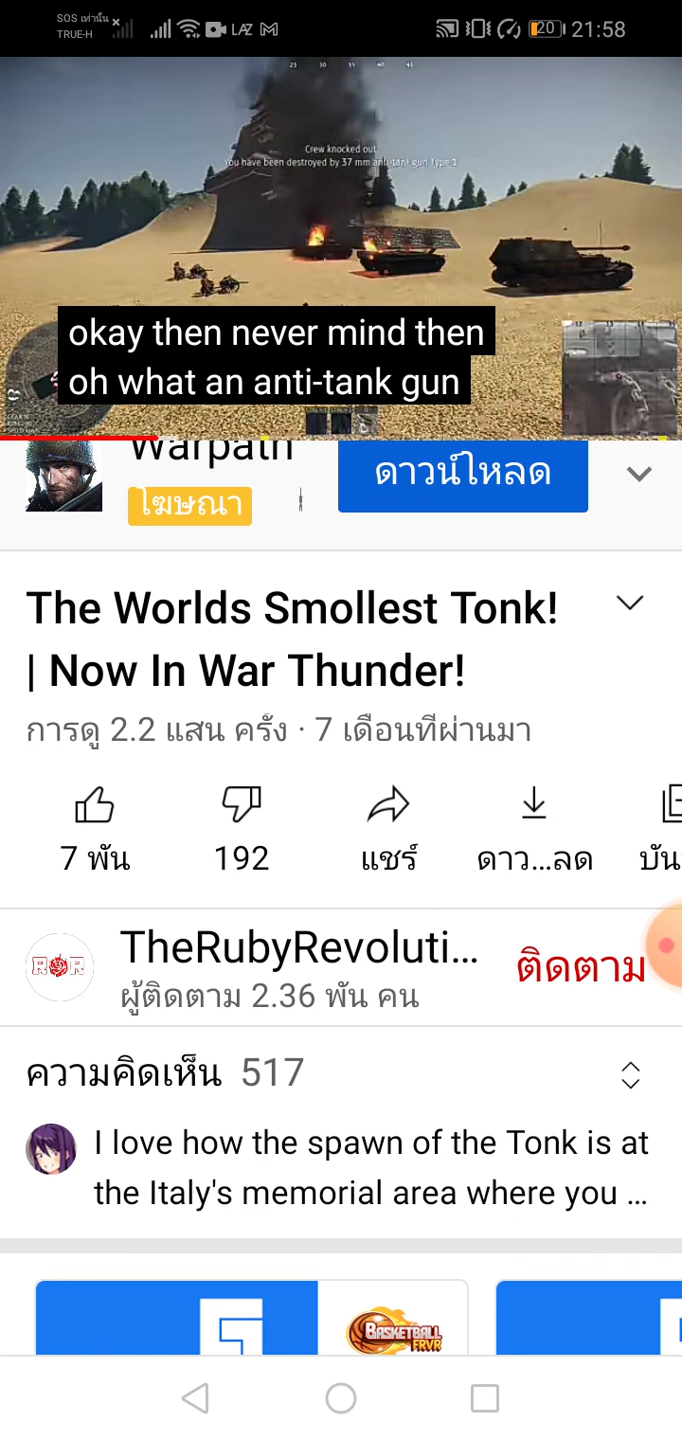 SOS เท่านั้น
TRUE-H
LAZ
20
21:58
Crew knocked out
You have been destroyed by 37 mm anti-tank gun Type 1
okay then never mind then
oh what an anti-tank gun
Warpath
ดาวน์โหลด
โฆษณา
The Worlds Smollest Tonk!
| Now In War Thunder!
การดู 2.2 แสน ครั้ง · 7 เดือนที่ผ่านมา
7 พัน
192
แชร์
ดาว...ลด
บัน
TheRubyRevoluti...
ติดตาม
ผู้ติดตาม 2.36 พัน คน
ROR
ความคิดเห็น 517
I love how the spawn of the Tonk is at
the Italy's memorial area where you ...
BASKETBALL
FRVR